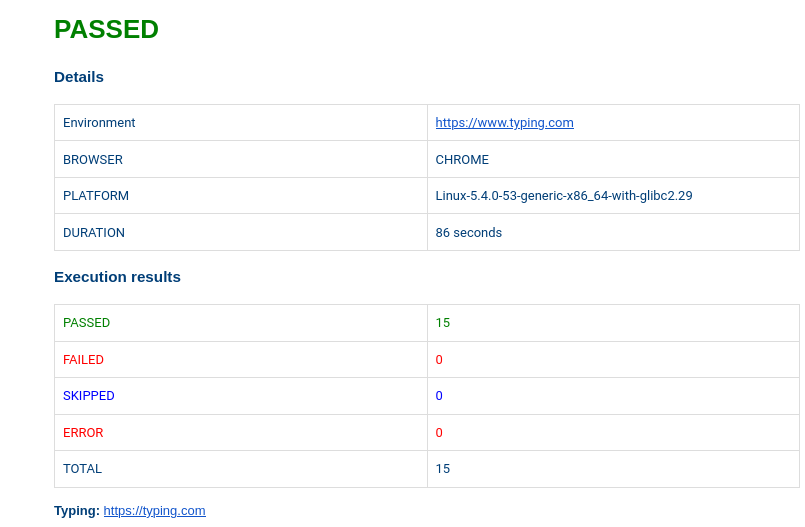 PASSED
Details
Environment https://www.typing.com
BROWSER CHROME
PLATFORM Linux-5.4.0-53-generic-x86_64-with-glibc2.29
DURATION 86 seconds
Execution results
PASSED 15
FAILED 0
SKIPPED 0
ERROR 0
TOTAL 15
Typing: https://typing.com